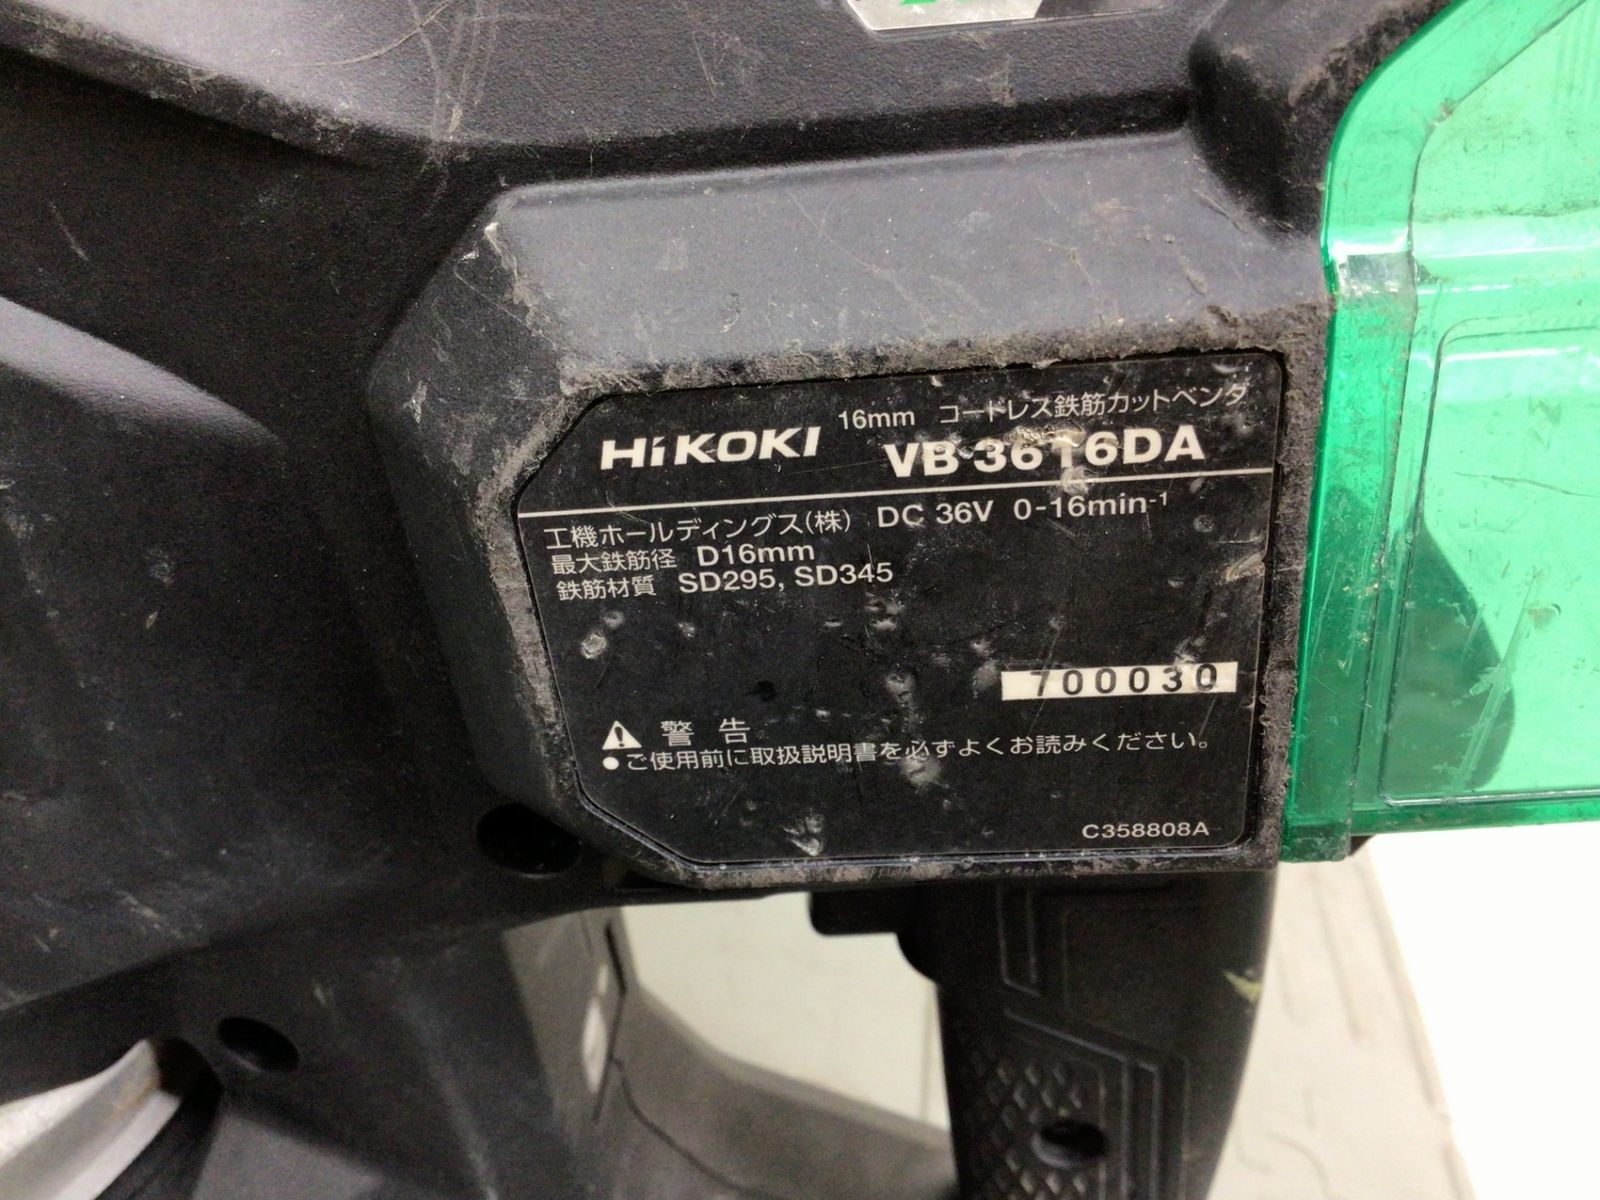 16mm コードレス鉄筋カットベンダ
HiKOKI VB 3616DA
工機ホールディングス(株) DC 36V 0-16min-1
最大鉄筋径 D16mm
鉄筋材質 SD295, SD345
700030
警告
●ご使用前に取扱説明書を必ずよくお読みください。
C358808A